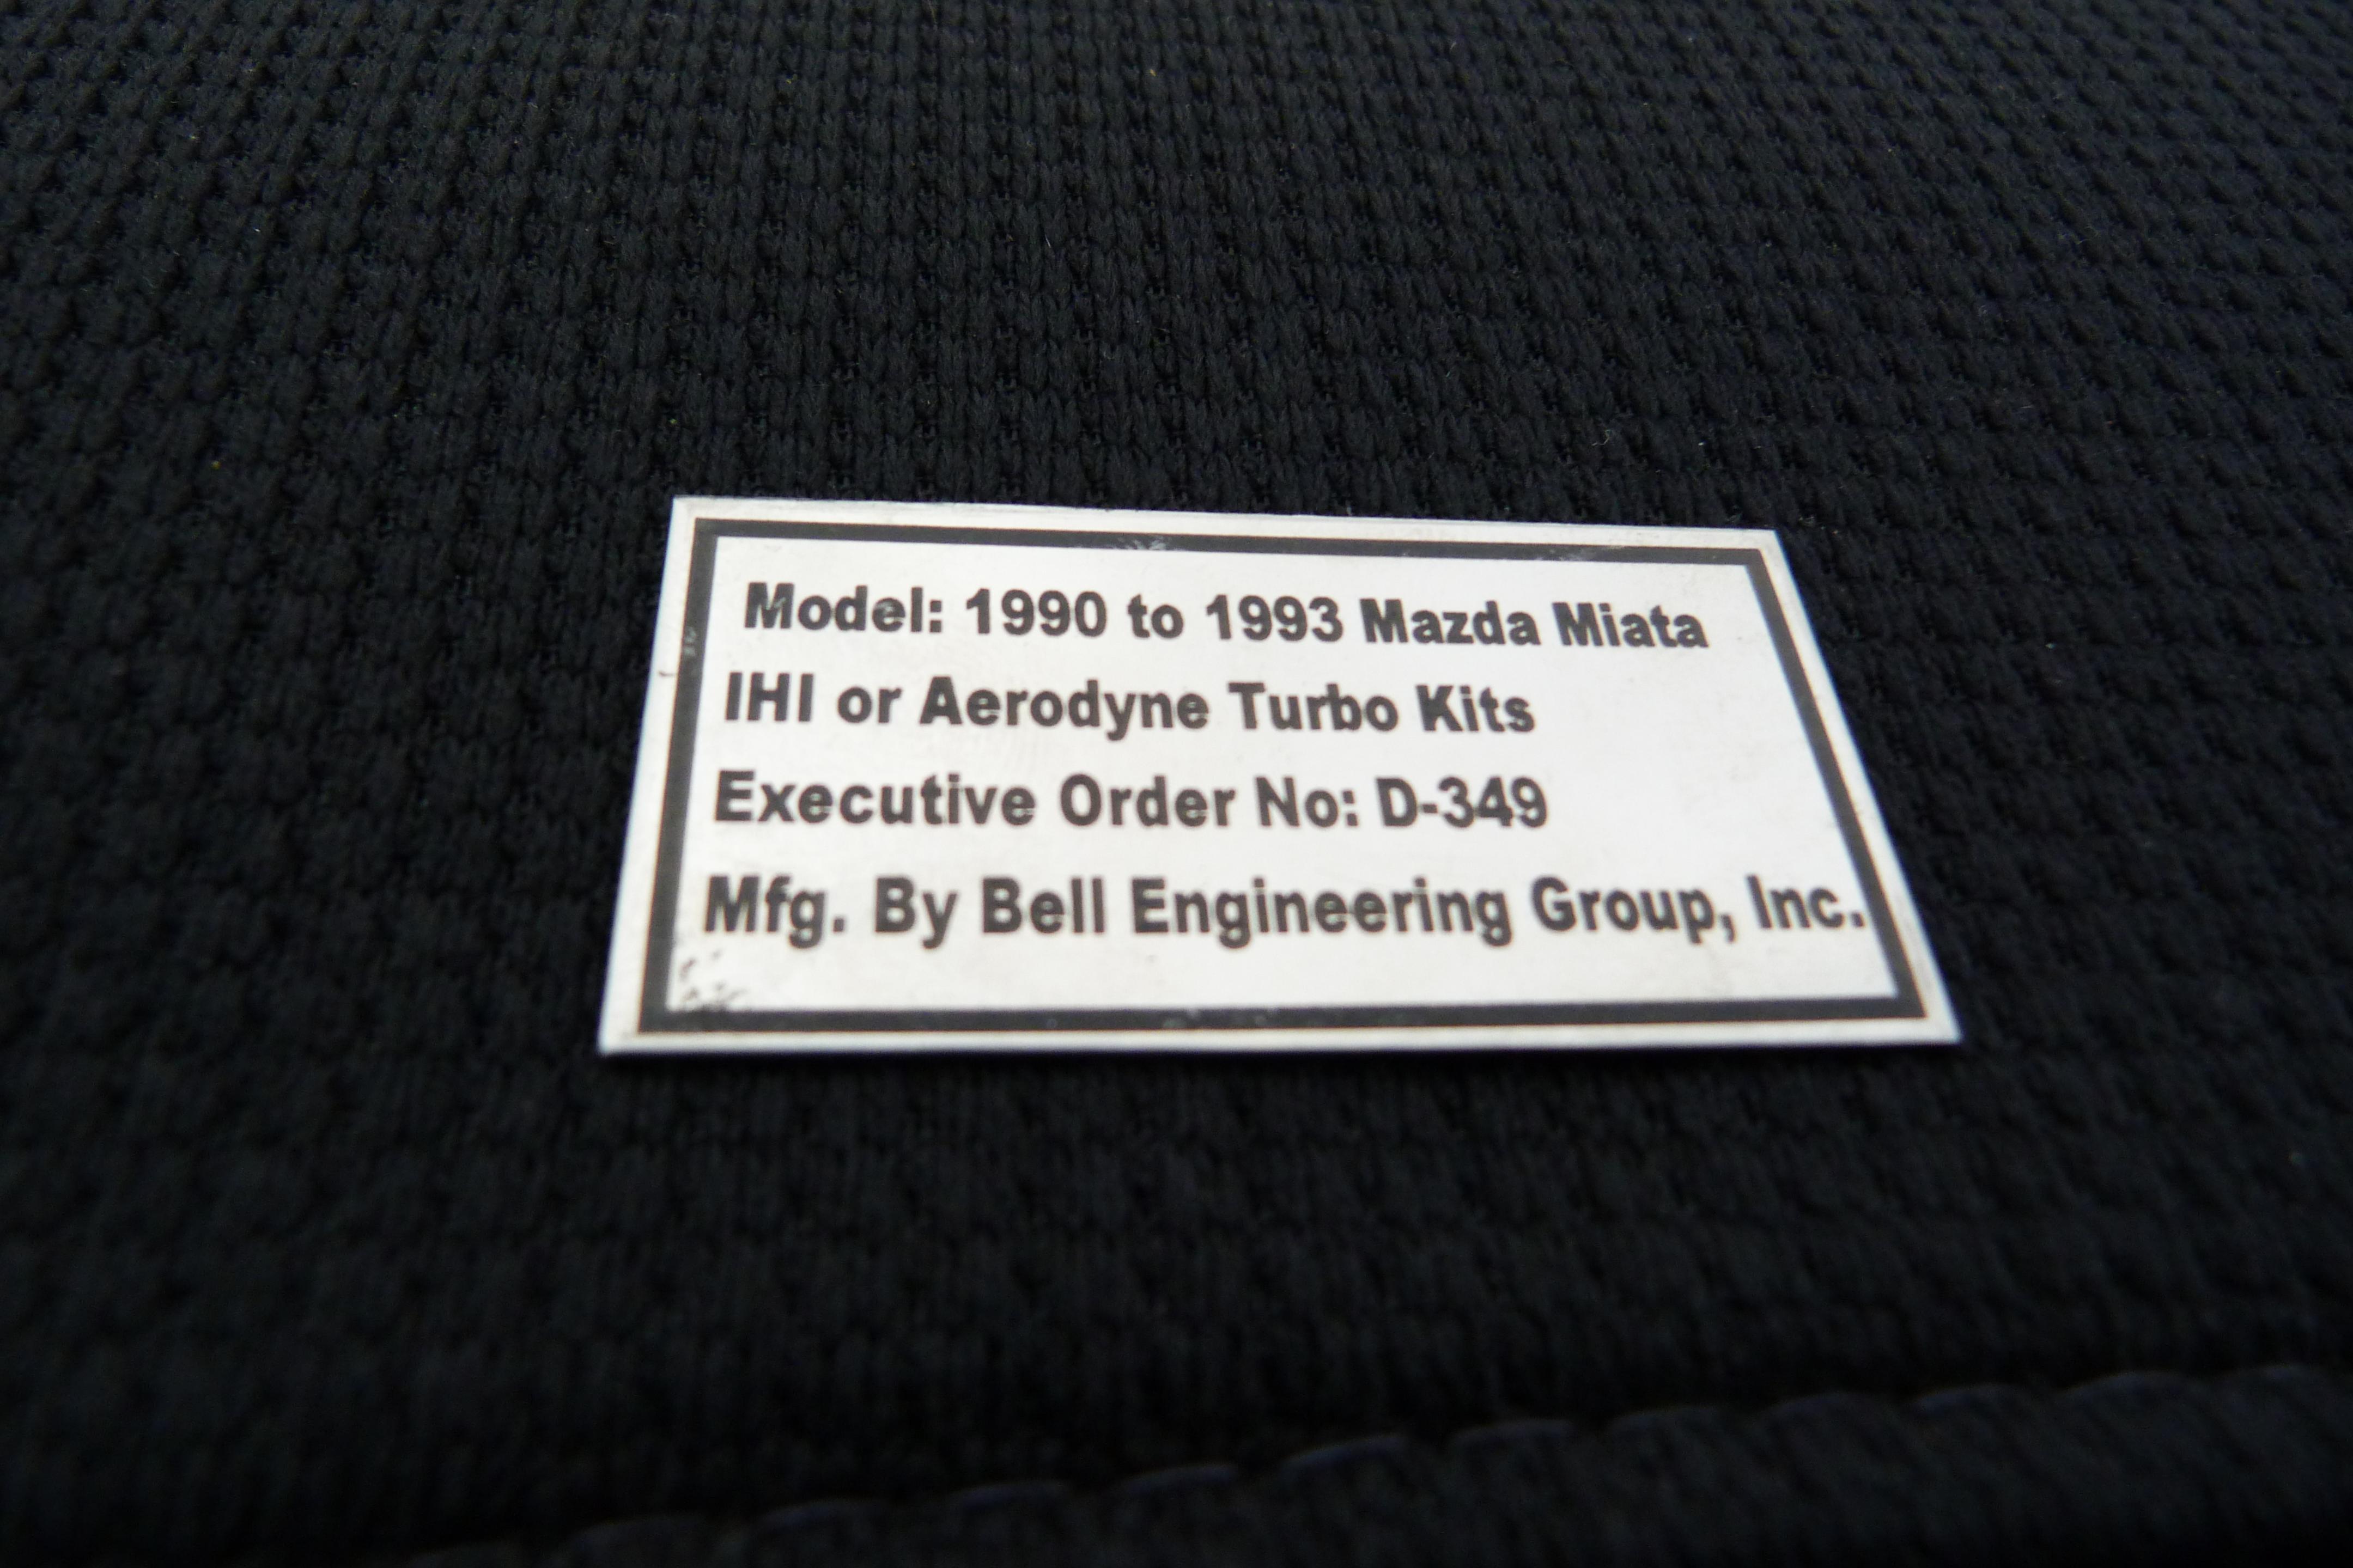 Model: 1990 to 1993 Mazda Miata
IHI or Aerodyne Turbo Kits
Executive Order No: D-349
Mfg. By Bell Engineering Group, Inc.